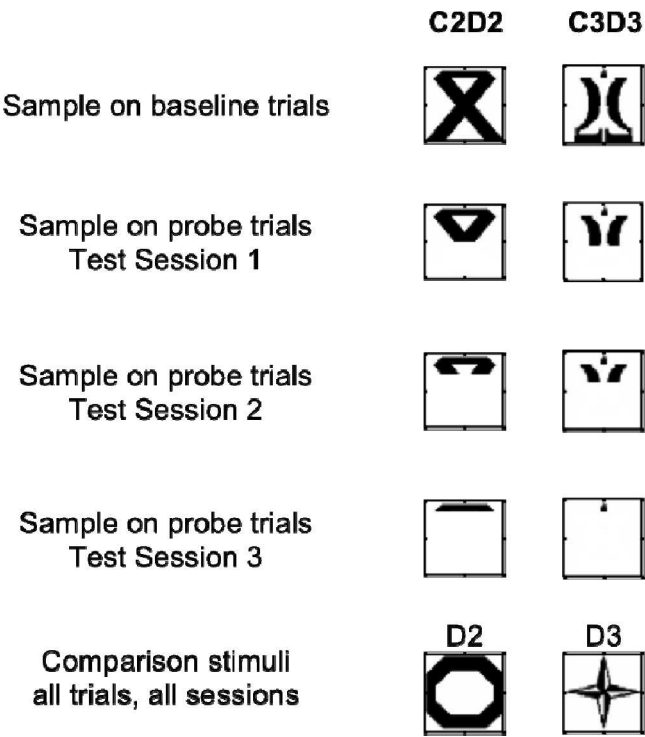 C2D2 C3D3
Sample on baseline trials
Sample on probe trials
Test Session 1
Sample on probe trials
Test Session 2
Sample on probe trials
Test Session 3
D2 D3
Comparison stimuli
all trials, all sessions